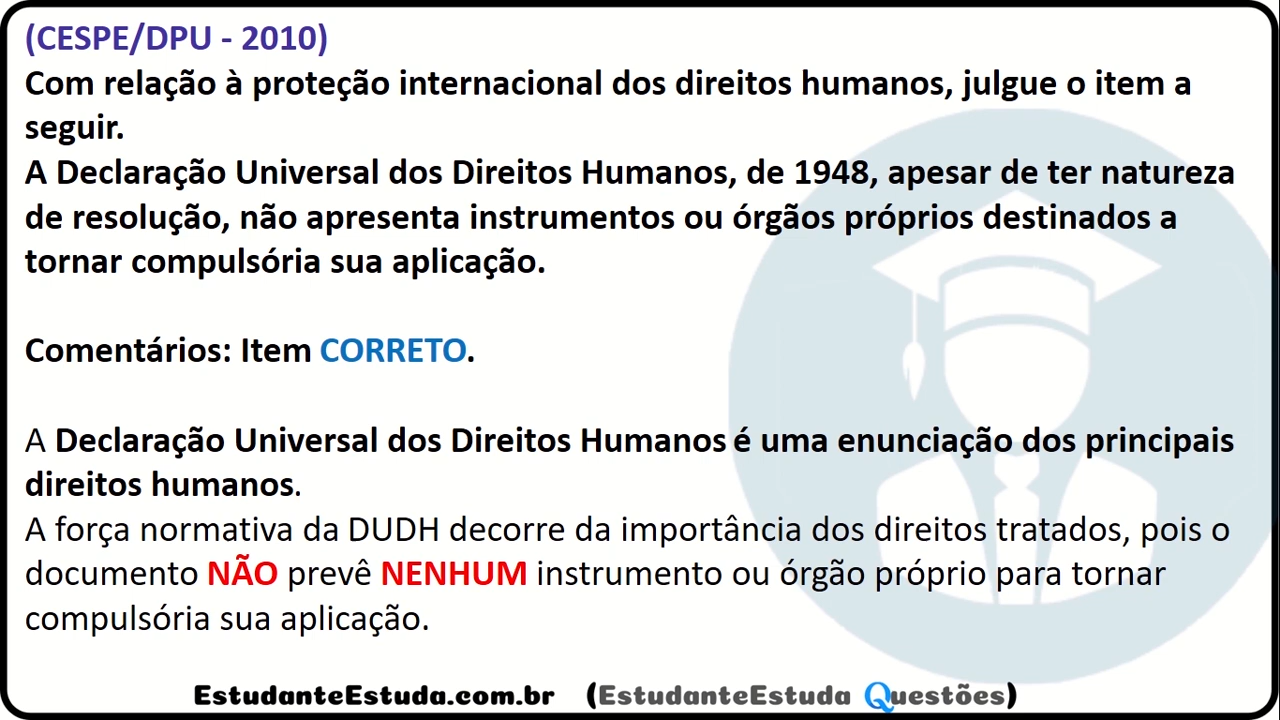 (CESPE/DPU - 2010)
Com relação à proteção internacional dos direitos humanos, julgue o item a
seguir.
A Declaração Universal dos Direitos Humanos, de 1948, apesar de ter natureza
de resolução, não apresenta instrumentos ou órgãos próprios destinados a
tornar compulsória sua aplicação.
Comentários: Item CORRETO.
A Declaração Universal dos Direitos Humanos é uma enunciação dos principais
direitos humanos.
A força normativa da DUDH decorre da importância dos direitos tratados, pois o
documento NÃO prevê NENHUM instrumento ou órgão próprio para tornar
compulsória sua aplicação.
EstudanteEstuda.com.br (EstudanteEstuda Questões)